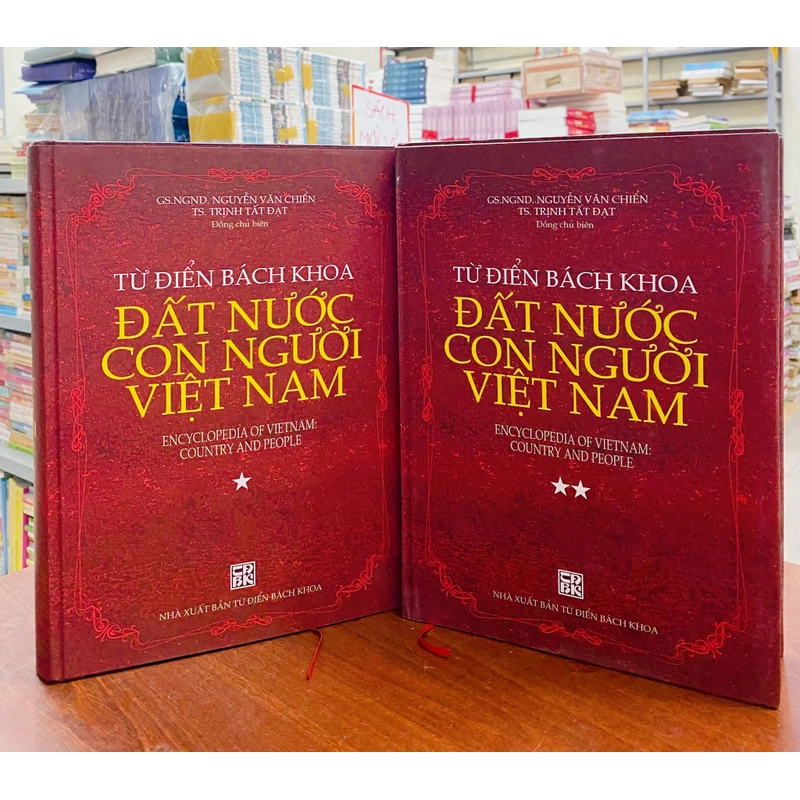 GS.NGND. NGUYỄN VĂN CHIỂN
TS. TRỊNH TẤT ĐẠT
Đồng chủ biên
TỪ ĐIỂN BÁCH KHOA
ĐẤT NƯỚC
CON NGƯỜI
VIỆT NAM
ENCYCLOPEDIA OF VIETNAM:
COUNTRY AND PEOPLE
NHÀ XUẤT BẢN TỪ ĐIỂN BÁCH KHOA
GS.NGND. NGUYỄN VĂN CHIỂN
TS. TRỊNH TẤT ĐẠT
Đồng chủ biên
TỪ ĐIỂN BÁCH KHOA
ĐẤT NƯỚC
CON NGƯỜI
VIỆT NAM
ENCYCLOPEDIA OF VIETNAM:
COUNTRY AND PEOPLE
NHÀ XUẤT BẢN TỪ ĐIỂN BÁCH KHOA
SÁCH
MỚI VỀ